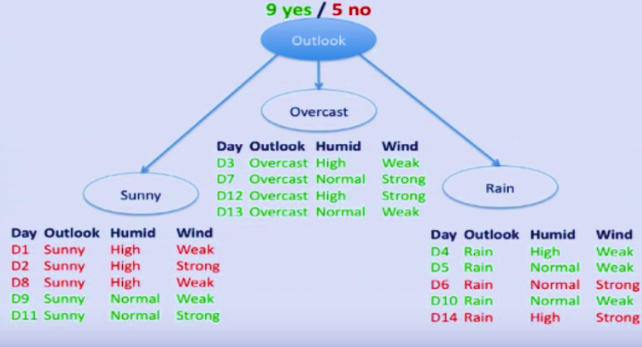 9 yes / 5 no
Outlook
Overcast
Day Outlook Humid Wind
D3 Overcast High Weak
D7 Overcast Normal Strong
D12 Overcast High Strong
D13 Overcast Normal Weak
Sunny
Day Outlook Humid Wind
D1 Sunny High Weak
D2 Sunny High Strong
D8 Sunny High Weak
D9 Sunny Normal Weak
D11 Sunny Normal Strong
Rain
Day Outlook Humid Wind
D4 Rain High Weak
D5 Rain Normal Weak
D6 Rain Normal Strong
D10 Rain Normal Weak
D14 Rain High Strong